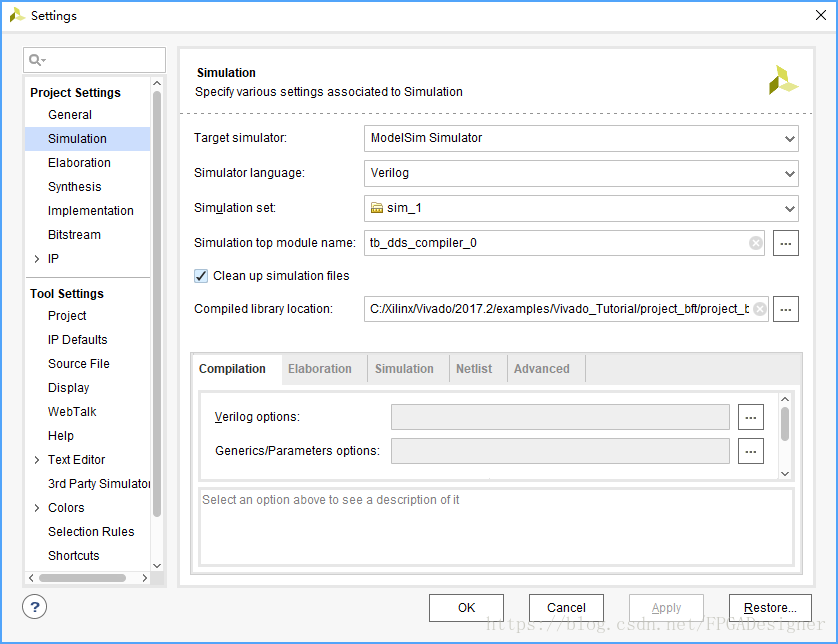 Settings
Project Settings
General
Simulation
Elaboration
Synthesis
Implementation
Bitstream
IP
Tool Settings
Project
IP Defaults
Source File
Display
WebTalk
Help
Text Editor
3rd Party Simulator
Colors
Selection Rules
Shortcuts
Simulation
Specify various settings associated to Simulation
Target simulator: ModelSim Simulator
Simulator language: Verilog
Simulation set: sim_1
Simulation top module name: tb_dds_compiler_0 ...
Clean up simulation files
Compiled library location: C:/Xilinx/Vivado/2017.2/examples/Vivado_Tutorial/project_bft/project_b ...
Compilation Elaboration Simulation Netlist Advanced
Verilog options: ...
Generics/Parameters options: ...
Select an option above to see a description of it
? OK Cancel Apply Restore...
https://blog.csdn.net/FPGADesigner